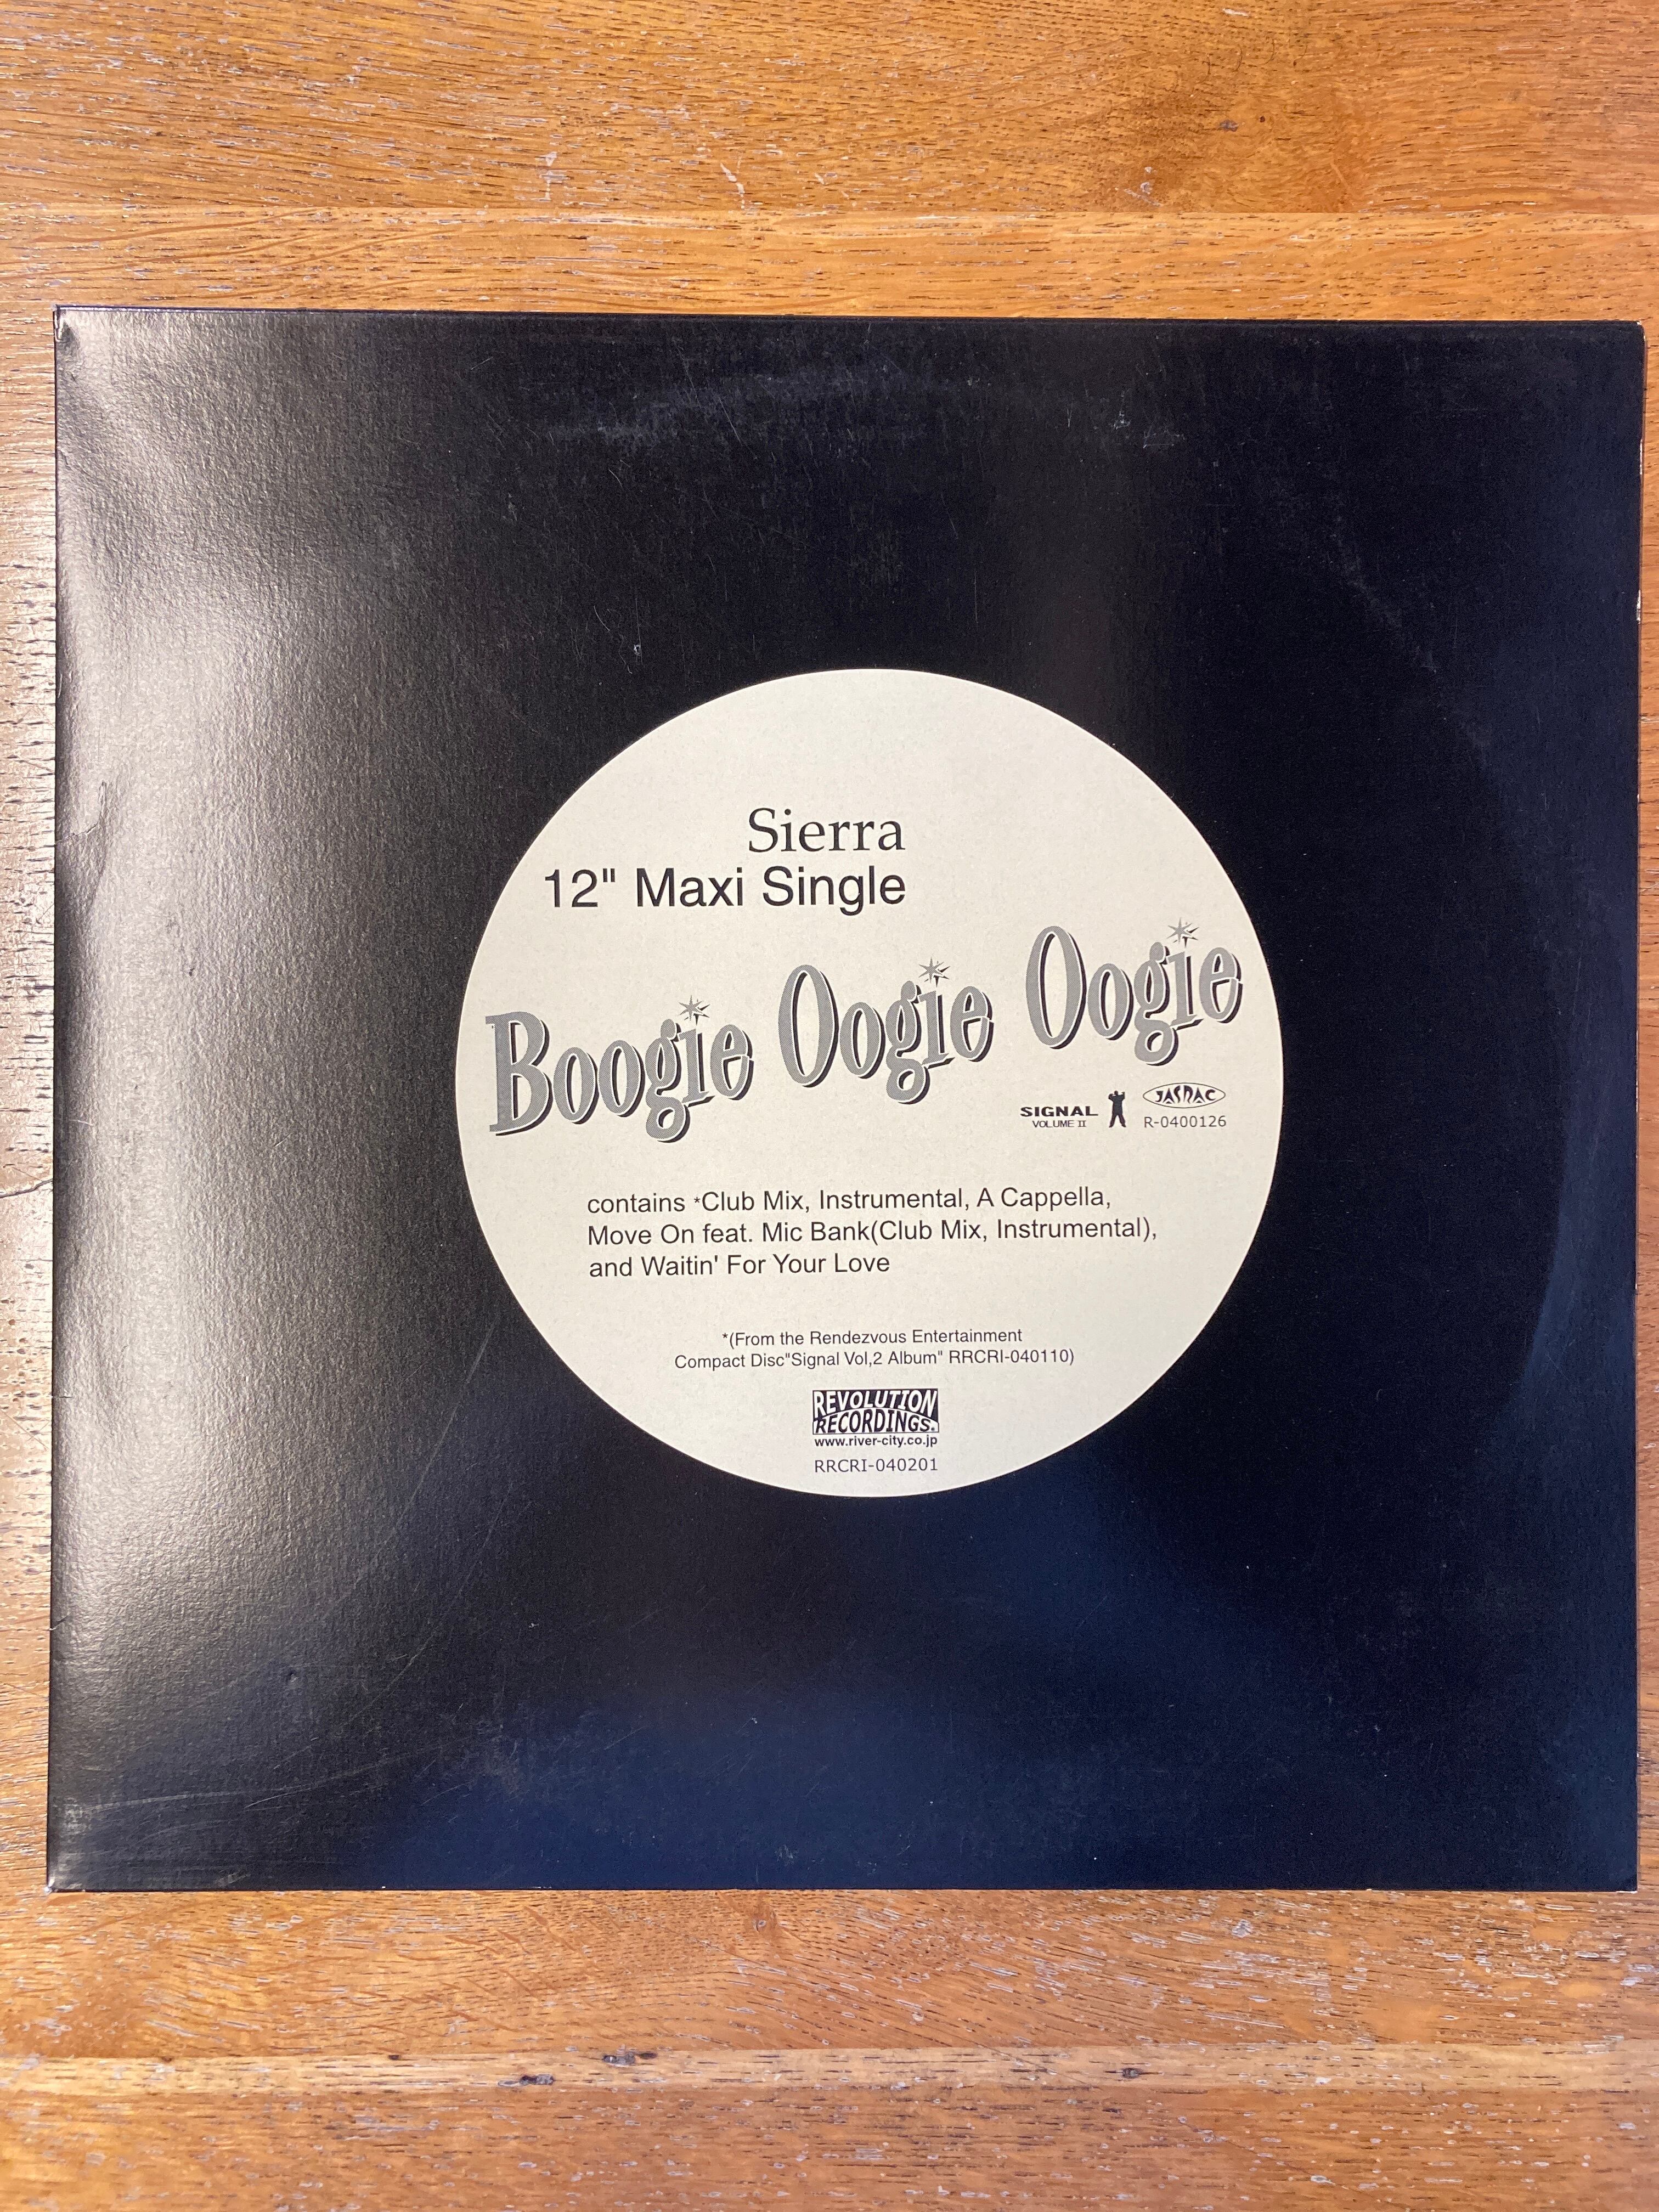 Sierra
12" Maxi Single
Boogie Oogie Oogie
SIGNAL
VOLUME II
JASRAC
R-0400126
contains *Club Mix, Instrumental, A Cappella,
Move On feat. Mic Bank(Club Mix, Instrumental),
and Waitin' For Your Love
*(From the Rendezvous Entertainment
Compact Disc"Signal Vol,2 Album" RRCRI-040110)
REVOLUTION
RECORDINGS.
www.river-city.co.jp
RRCRI-040201